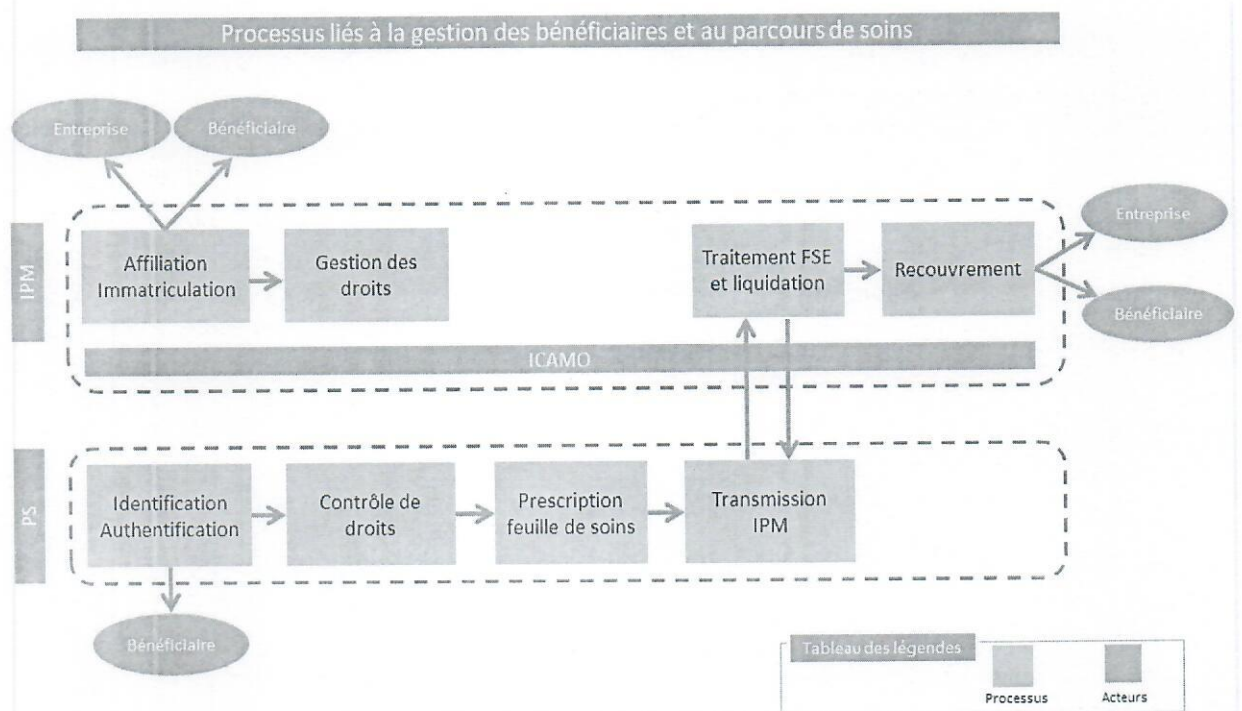 Processus liés à la gestion des bénéficiaires et au parcours de soins
Entreprise
Bénéficiaire
IPM
Affiliation
Immatriculation
Gestion des
droits
Traitement FSE
et liquidation
Recouvrement
Entreprise
Bénéficiaire
ICAMO
PS
Identification
Authentification
Contrôle de
droits
Prescription
feuille de soins
Transmission
IPM
Bénéficiaire
Tableau des légendes
Processus
Acteurs